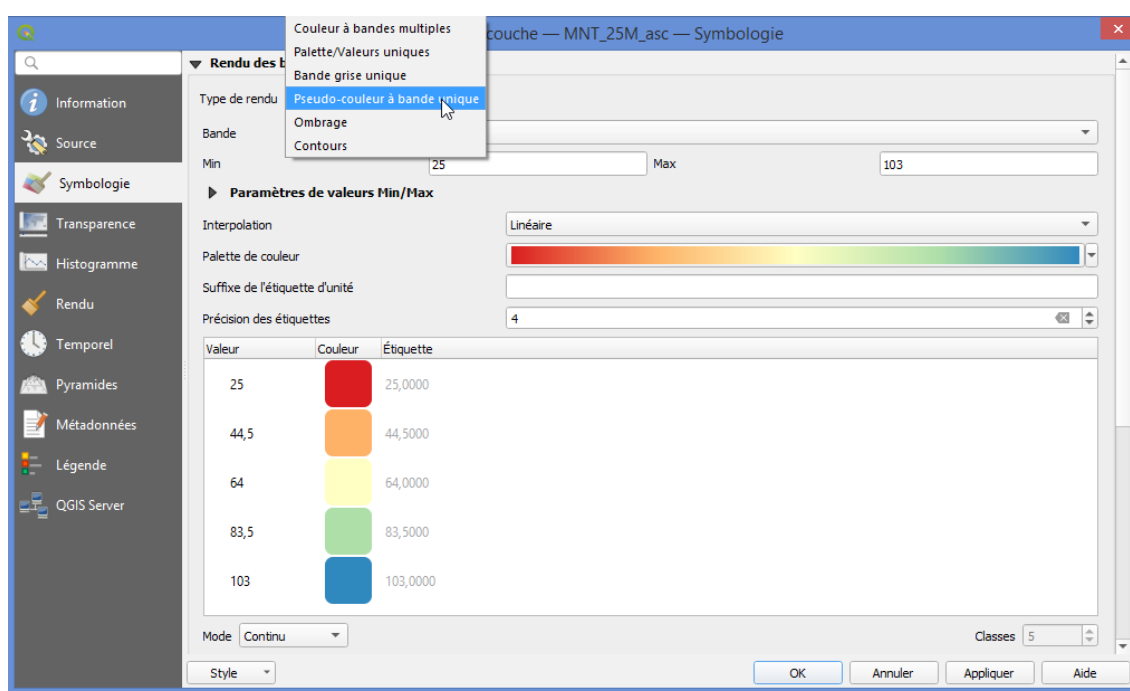 couche — MNT_25M_asc — Symbologie
Couleur à bandes multiples
Palette/Valeurs uniques
Bande grise unique
Pseudo-couleur à bande unique
Ombrage
Contours
Information
Source
Symbologie
Transparence
Histogramme
Rendu
Temporel
Pyramides
Métadonnées
Légende
QGIS Server
Rendu des
Type de rendu
Bande
Min 25 Max 103
Paramètres de valeurs Min/Max
Interpolation Linéaire
Palette de couleur
Suffixe de l'étiquette d'unité
Précision des étiquettes 4
Valeur Couleur Étiquette
25 25,0000
44,5 44,5000
64 64,0000
83,5 83,5000
103 103,0000
Mode Continu Classes 5
Style OK Annuler Appliquer Aide